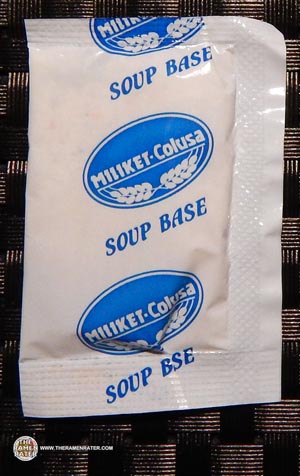 MILIKET-Colusa
SOUP BASE
MILIKET-Colusa
SOUP BASE
MILIKET-Colusa
SOUP BSE
THE RAMEN RATER
WWW.THERAMENRATER.COM